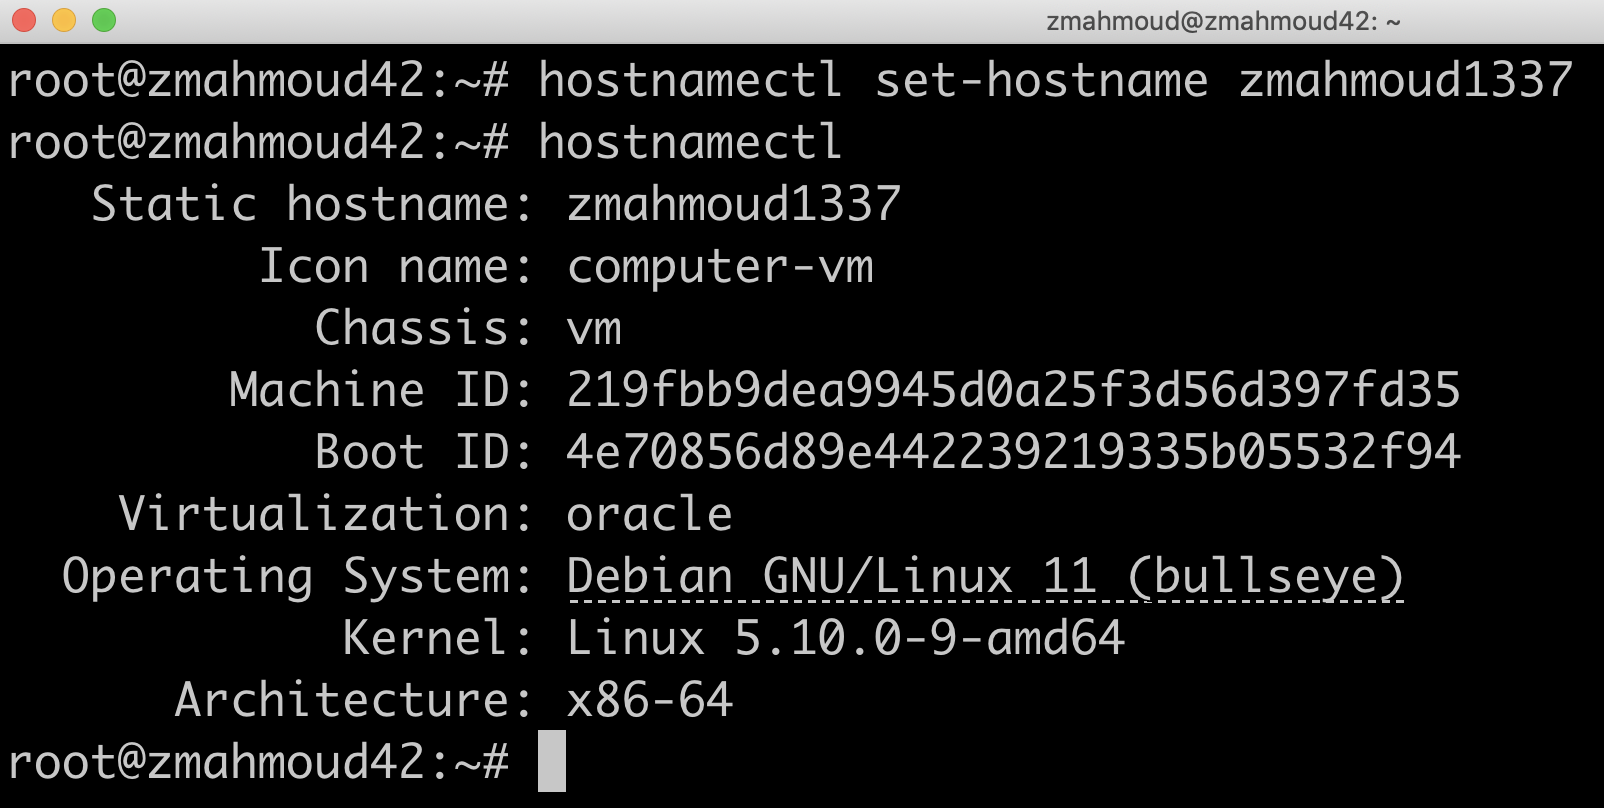 zmahmoud@zmahmoud42: ~
root@zmahmoud42:~# hostnamectl set-hostname zmahmoud1337
root@zmahmoud42:~# hostnamectl
Static hostname: zmahmoud1337
Icon name: computer-vm
Chassis: vm
Machine ID: 219fbb9dea9945d0a25f3d56d397fd35
Boot ID: 4e70856d89e442239219335b05532f94
Virtualization: oracle
Operating System: Debian GNU/Linux 11 (bullseye)
Kernel: Linux 5.10.0-9-amd64
Architecture: x86-64
root@zmahmoud42:~#